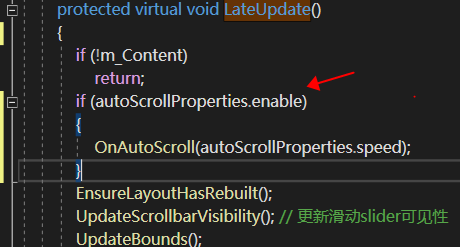 protected virtual void LateUpdate()
{
if (!m_Content)
return;
if (autoScrollProperties.enable)
{
OnAutoScroll(autoScrollProperties.speed);
}
EnsureLayoutHasRebuilt();
UpdateScrollbarVisibility(); // 更新滑动slider可见性
UpdateBounds();